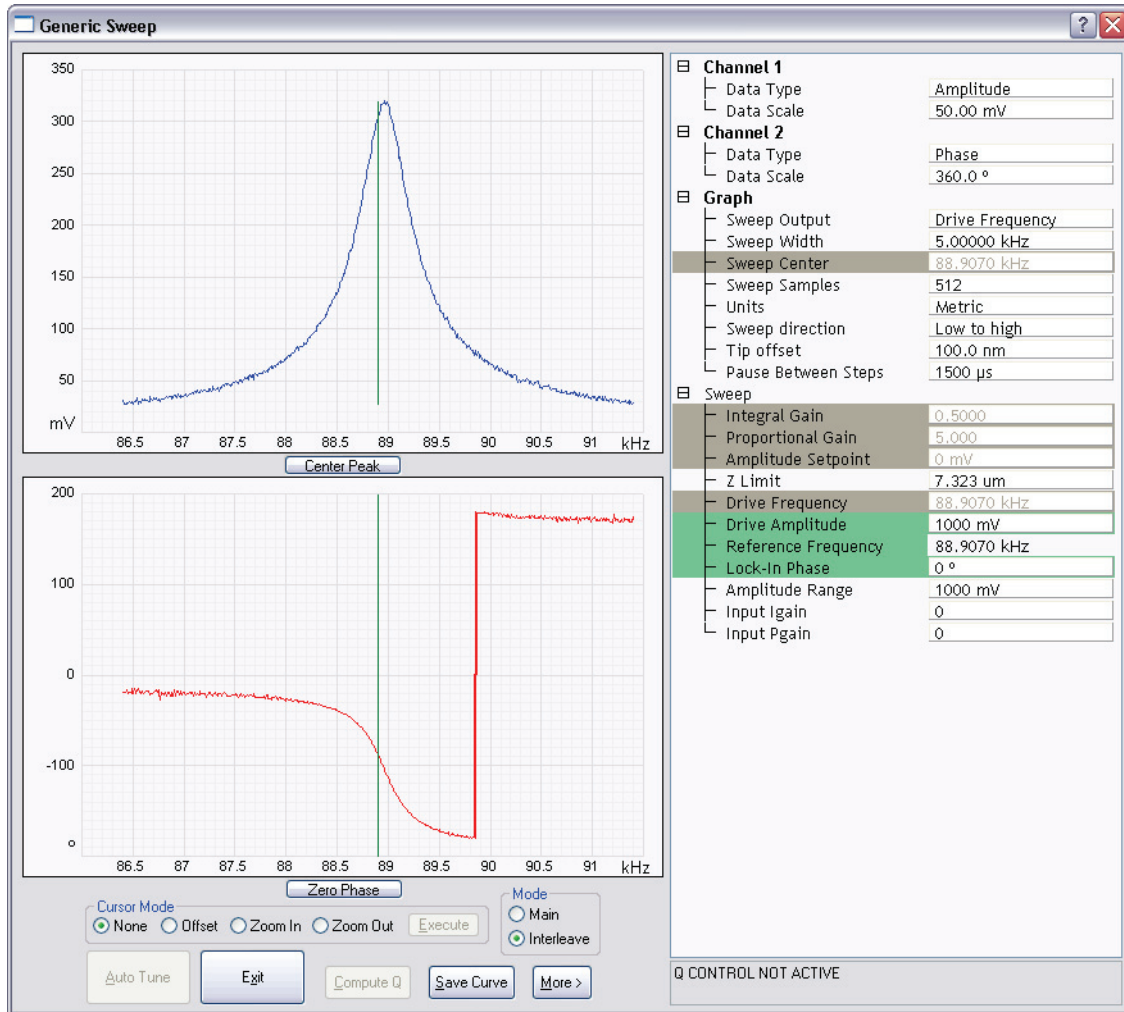 Generic Sweep
350
300
250
200
150
100
50
mV
86.5 87 87.5 88 88.5 89 89.5 90 90.5 91 kHz
Center Peak
200
100
0
-100
o
86.5 87 87.5 88 88.5 89 89.5 90 90.5 91 kHz
Zero Phase
Cursor Mode
None Offset Zoom In Zoom Out Execute
Mode
Main
Interleave
Auto Tune Exit Compute Q Save Curve More >
Channel 1
Data Type Amplitude
Data Scale 50.00 mV
Channel 2
Data Type Phase
Data Scale 360.0 º
Graph
Sweep Output Drive Frequency
Sweep Width 5.00000 kHz
Sweep Center 88.9070 kHz
Sweep Samples 512
Units Metric
Sweep direction Low to high
Tip offset 100.0 nm
Pause Between Steps 1500 µs
Sweep
Integral Gain 0.5000
Proportional Gain 5.000
Amplitude Setpoint 0 mV
Z Limit 7.323 um
Drive Frequency 88.9070 kHz
Drive Amplitude 1000 mV
Reference Frequency 88.9070 kHz
Lock-In Phase 0 º
Amplitude Range 1000 mV
Input Igain 0
Input Pgain 0
Q CONTROL NOT ACTIVE